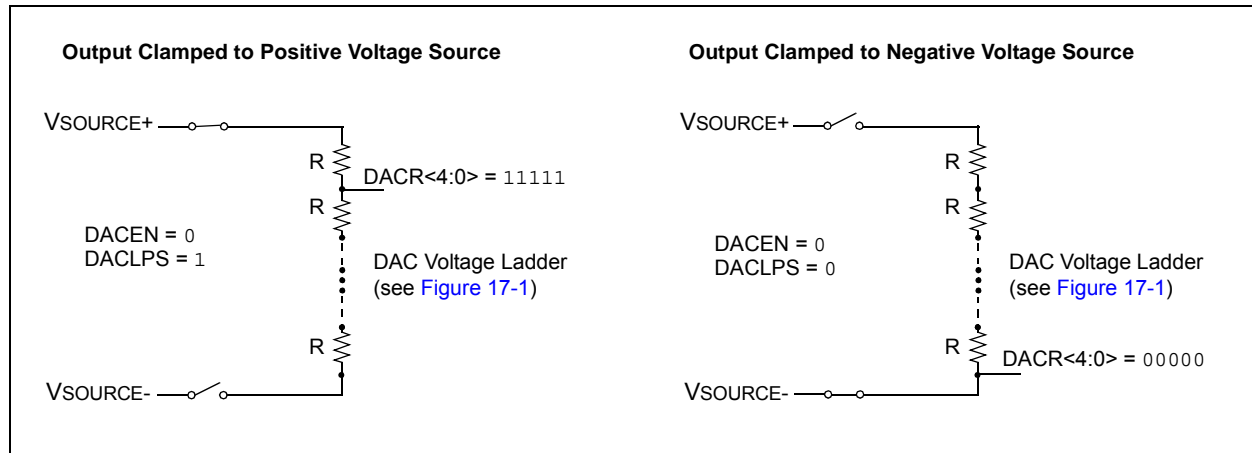 Output Clamped to Positive Voltage Source
VSOURCE+
R
DACR<4:0> = 11111
R
DACEN = 0
DACLPS = 1
DAC Voltage Ladder
(see Figure 17-1)
R
VSOURCE-
Output Clamped to Negative Voltage Source
VSOURCE+
R
R
DACEN = 0
DACLPS = 0
DAC Voltage Ladder
(see Figure 17-1)
R
DACR<4:0> = 00000
VSOURCE-